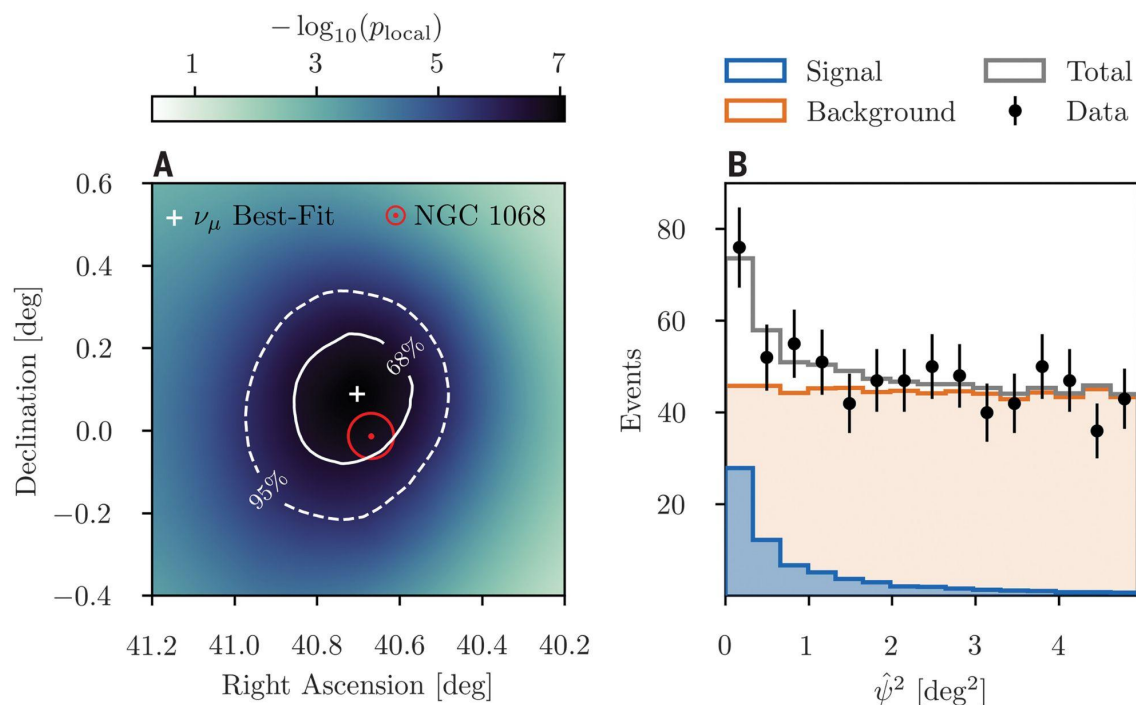 − log₁₀(p_local)
1 3 5 7
A
ν_μ Best-Fit NGC 1068
68%
95%
0.6
0.4
0.2
0.0
−0.2
−0.4
Declination [deg]
41.2 41.0 40.8 40.6 40.4 40.2
Right Ascension [deg]
Signal Total
Background Data
B
80
60
40
20
Events
0 1 2 3 4
ψ̂² [deg²]